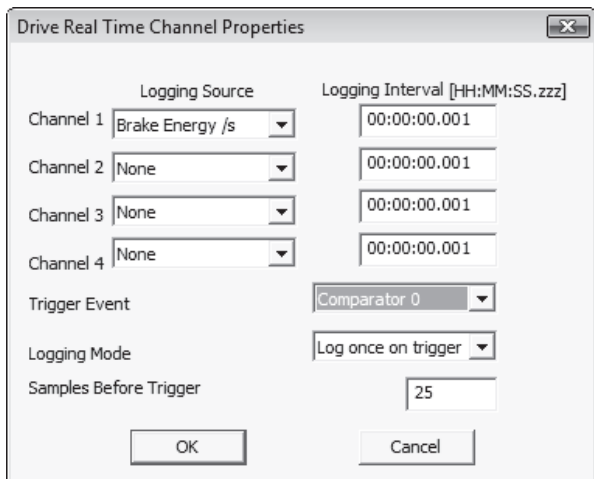 Drive Real Time Channel Properties
Logging Source Logging Interval [HH:MM:SS.zzz]
Channel 1 Brake Energy /s 00:00:00.001
Channel 2 None 00:00:00.001
Channel 3 None 00:00:00.001
Channel 4 None 00:00:00.001
Trigger Event Comparator 0
Logging Mode Log once on trigger
Samples Before Trigger 25
OK Cancel